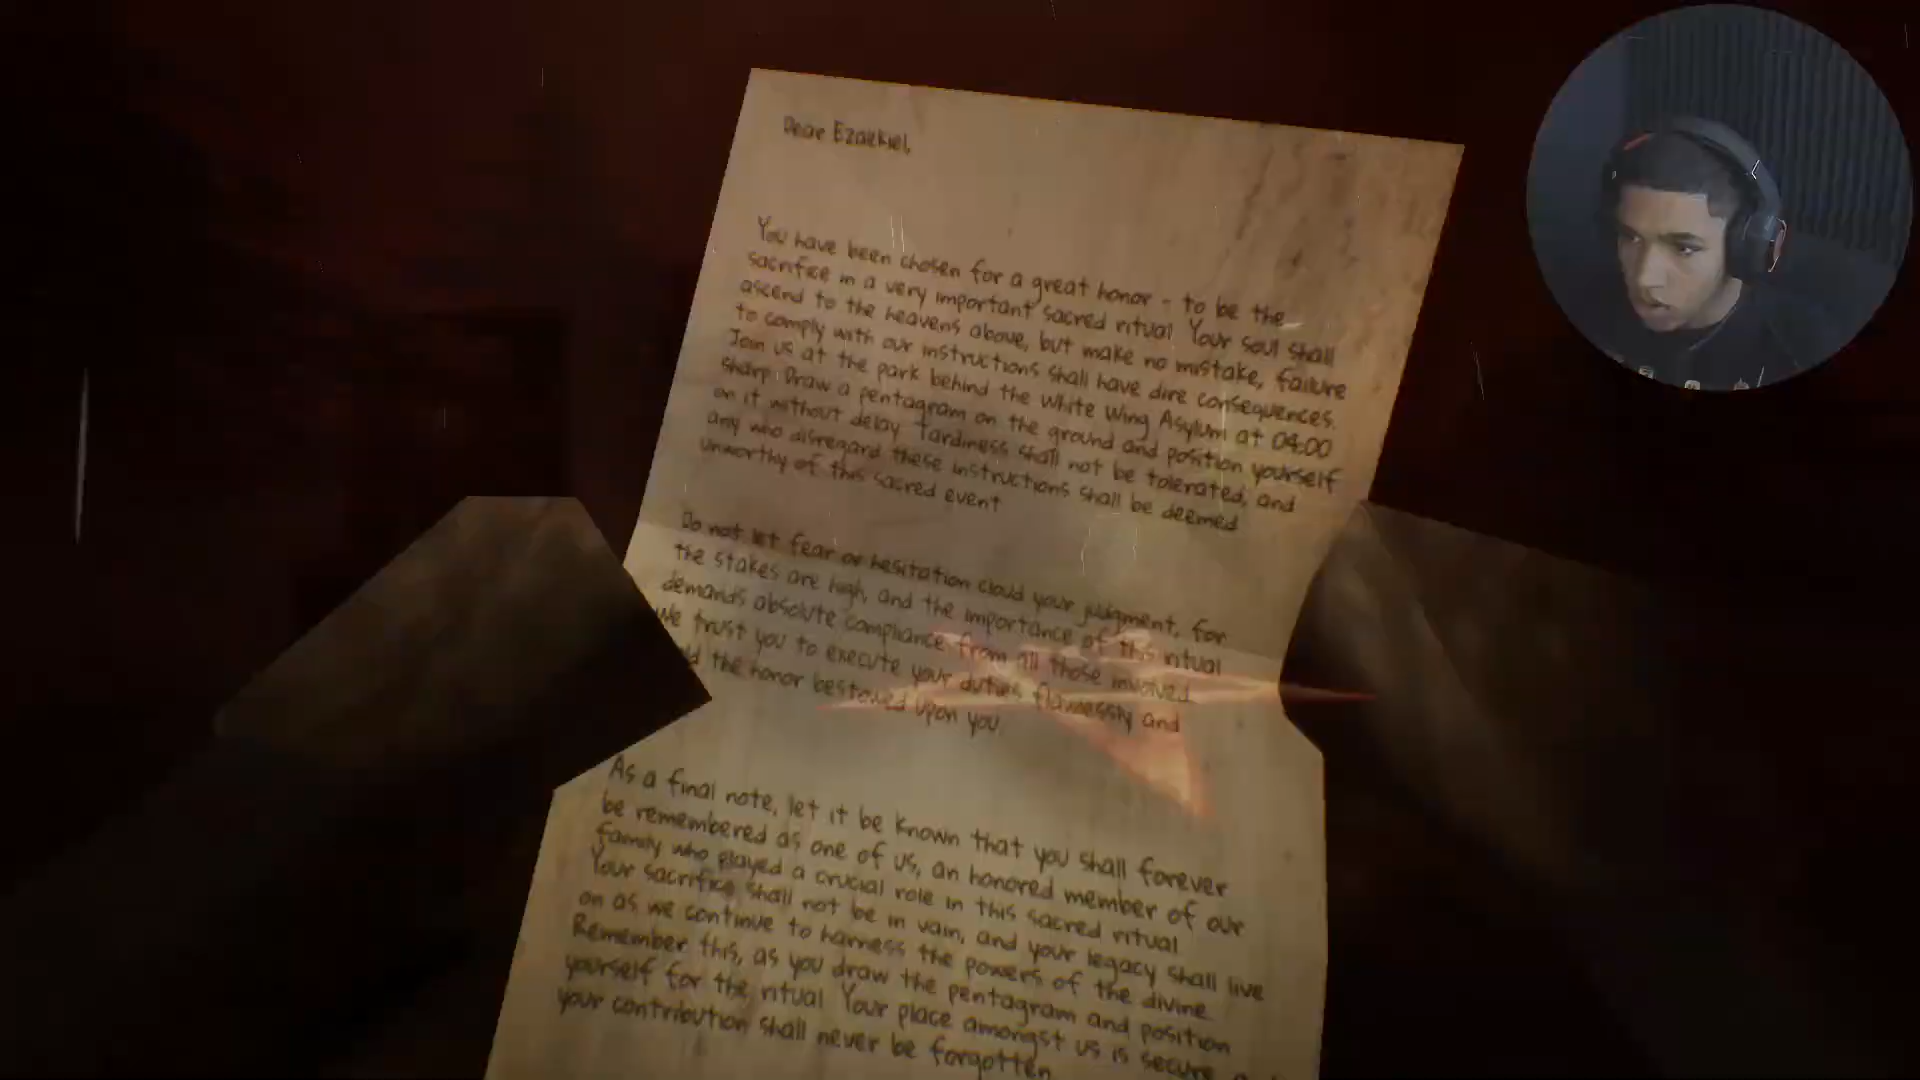 Dear Ezaekiel,
You have been chosen for a great honor - to be the
sacrifice in a very important sacred ritual. Your soul shall
ascend to the heavens above, but make no mistake, failure
to comply with our instructions shall have dire consequences.
Join us at the park behind the White Wing Asylum at 04:00
sharp. Draw a pentagram on the ground and position yourself
on it without delay. Tardiness shall not be tolerated, and
any who disregard these instructions shall be deemed
unworthy of this sacred event
Do not let fear or hesitation cloud your judgment, for
the stakes are high, and the importance of this ritual
demands absolute compliance from all those involved.
We trust you to execute your duties flawlessly and
the honor bestowed upon you.
As a final note, let it be known that you shall forever
be remembered as one of us, an honored member of our
family who played a crucial role in this sacred ritual
Your sacrifice shall not be in vain, and your legacy shall live
on as we continue to harness the powers of the divine.
Remember this, as you draw the pentagram and position
yourself for the ritual. Your place amongst us is secure
your contribution shall never be forgotten